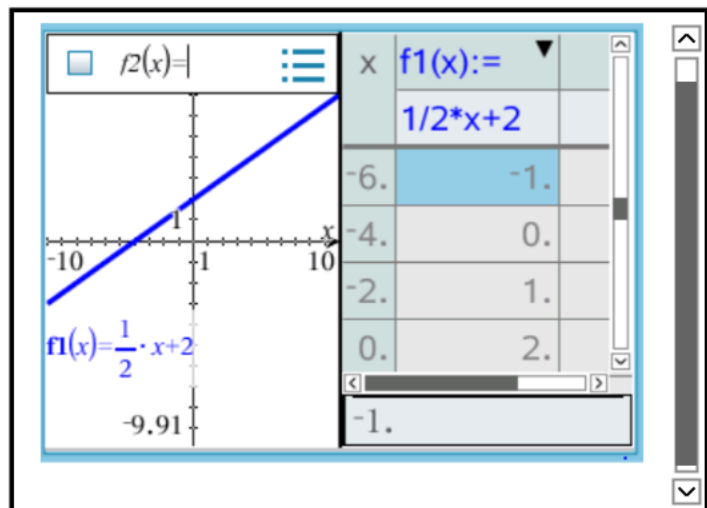 f2(x)=
1
x
-10
-1
10
f1(x)=1/2·x+2
-9.91
x f1(x):= ▼
1/2*x+2
-6. -1.
-4. 0.
-2. 1.
0. 2.
-1.